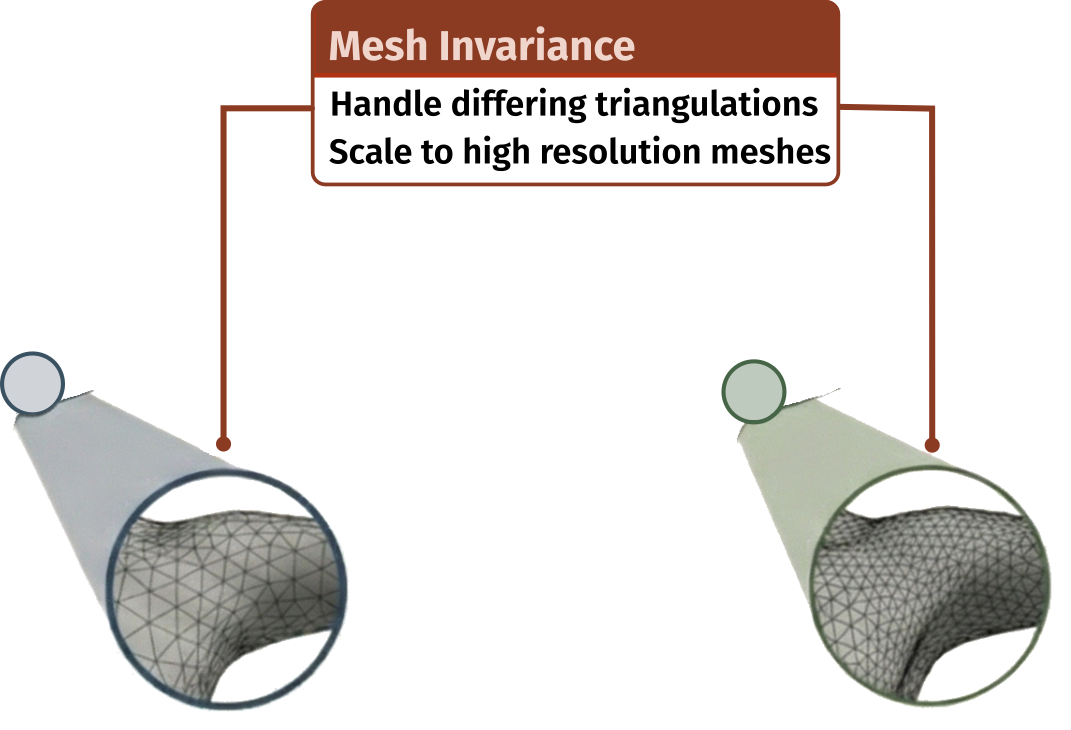 Mesh Invariance
Handle differing triangulations
Scale to high resolution meshes